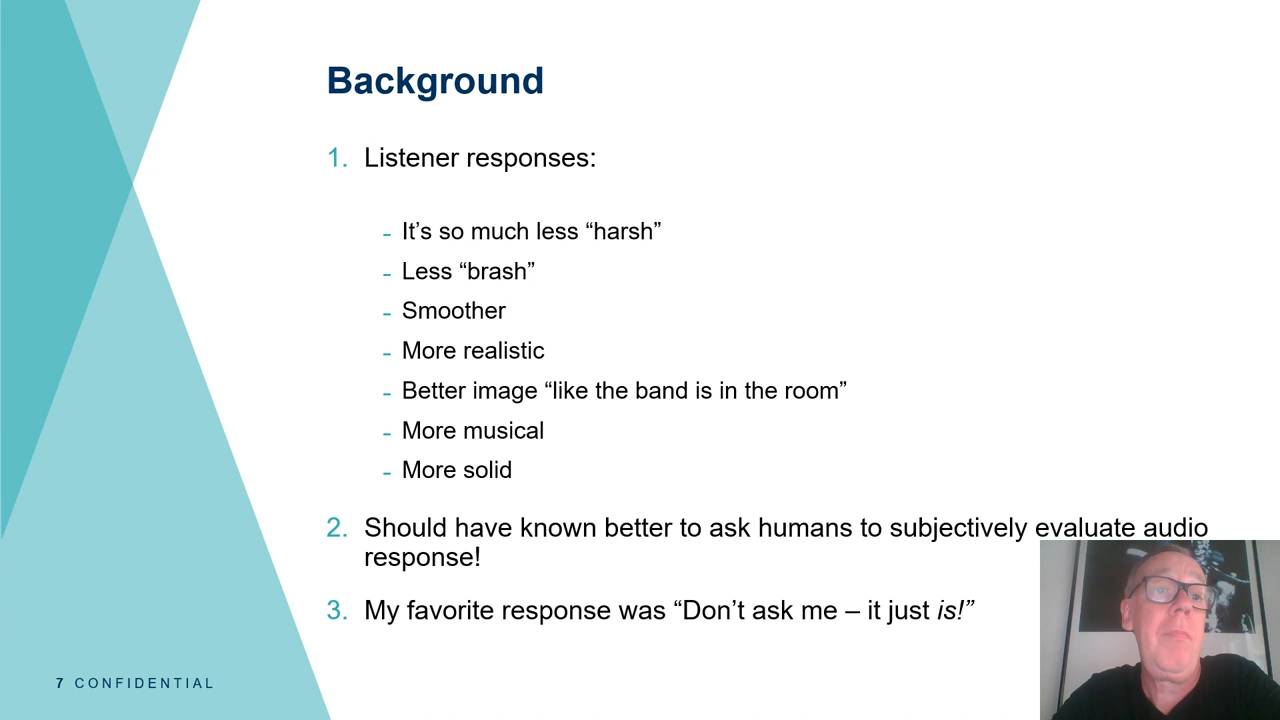 Background
1. Listener responses:
- It’s so much less “harsh”
- Less “brash”
- Smoother
- More realistic
- Better image “like the band is in the room”
- More musical
- More solid
2. Should have known better to ask humans to subjectively evaluate audio
response!
3. My favorite response was “Don’t ask me – it just is!”
7 CONFIDENTIAL